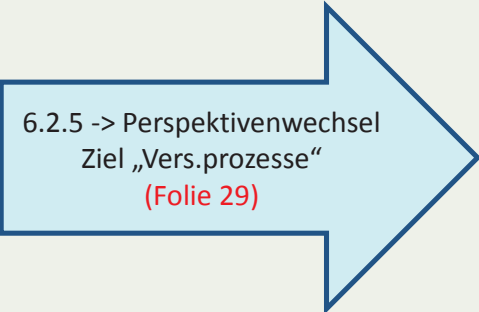 6.2.5 -> Perspektivenwechsel
Ziel „Vers.prozesse“
(Folie 29)